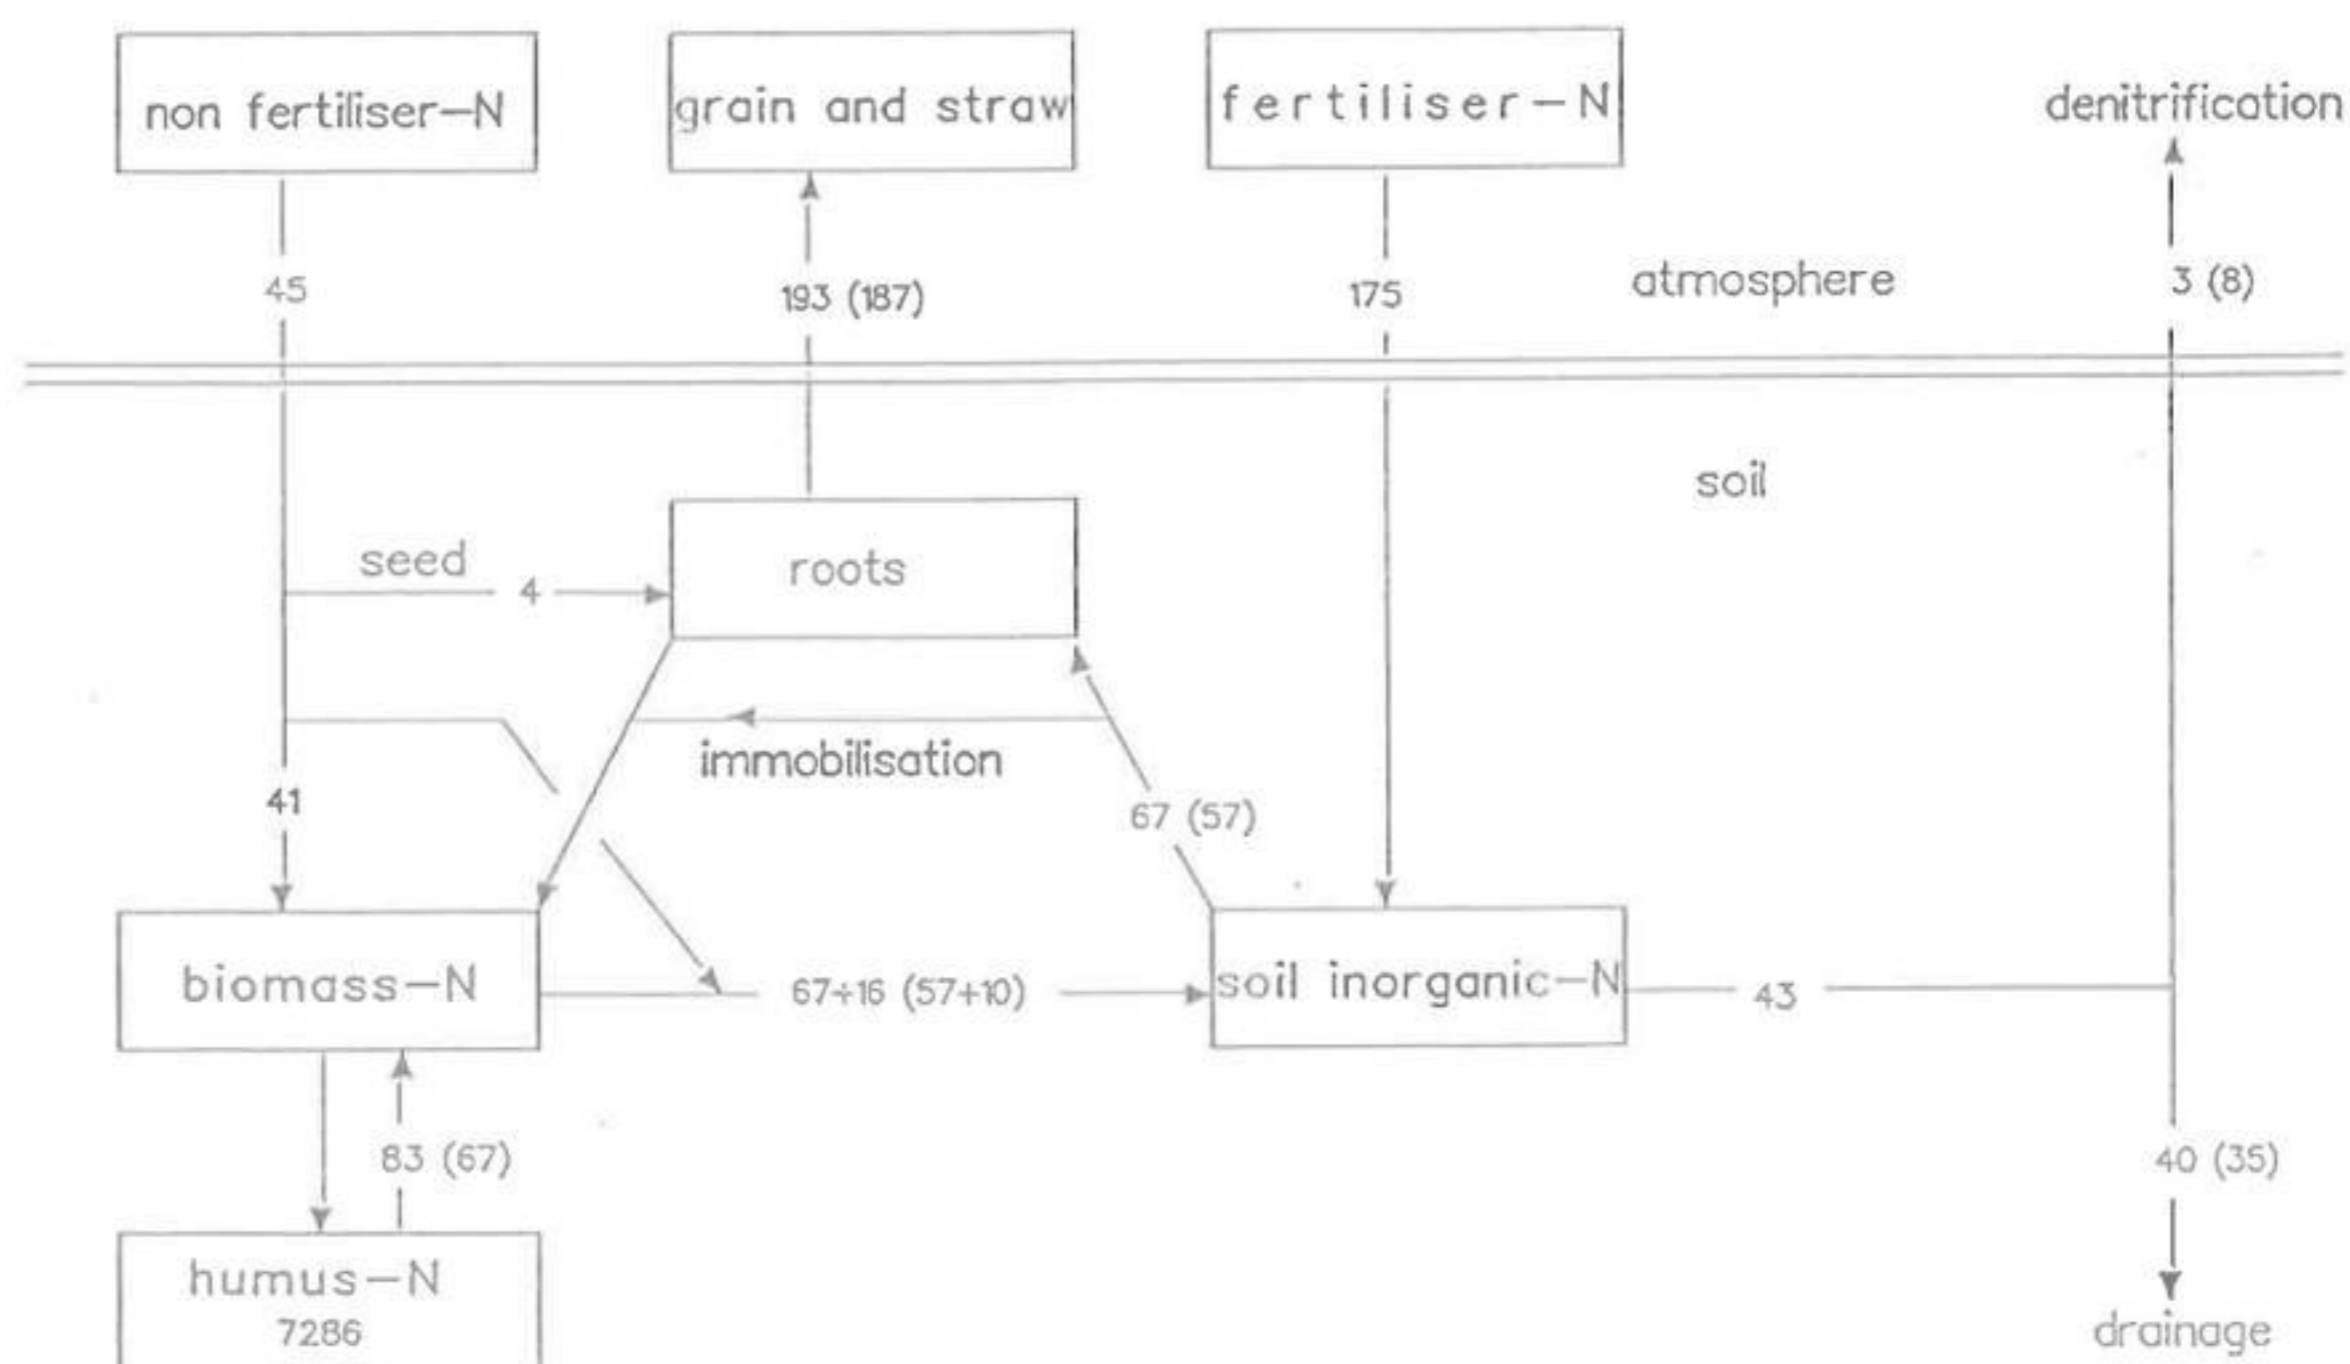 non fertiliser–N
grain and straw
fertiliser–N
denitrification
45
193 (187)
175
atmosphere
3 (8)
soil
seed
4
roots
immobilisation
41
67 (57)
biomass–N
67÷16 (57+10)
soil inorganic–N
43
83 (67)
40 (35)
humus–N
7286
drainage